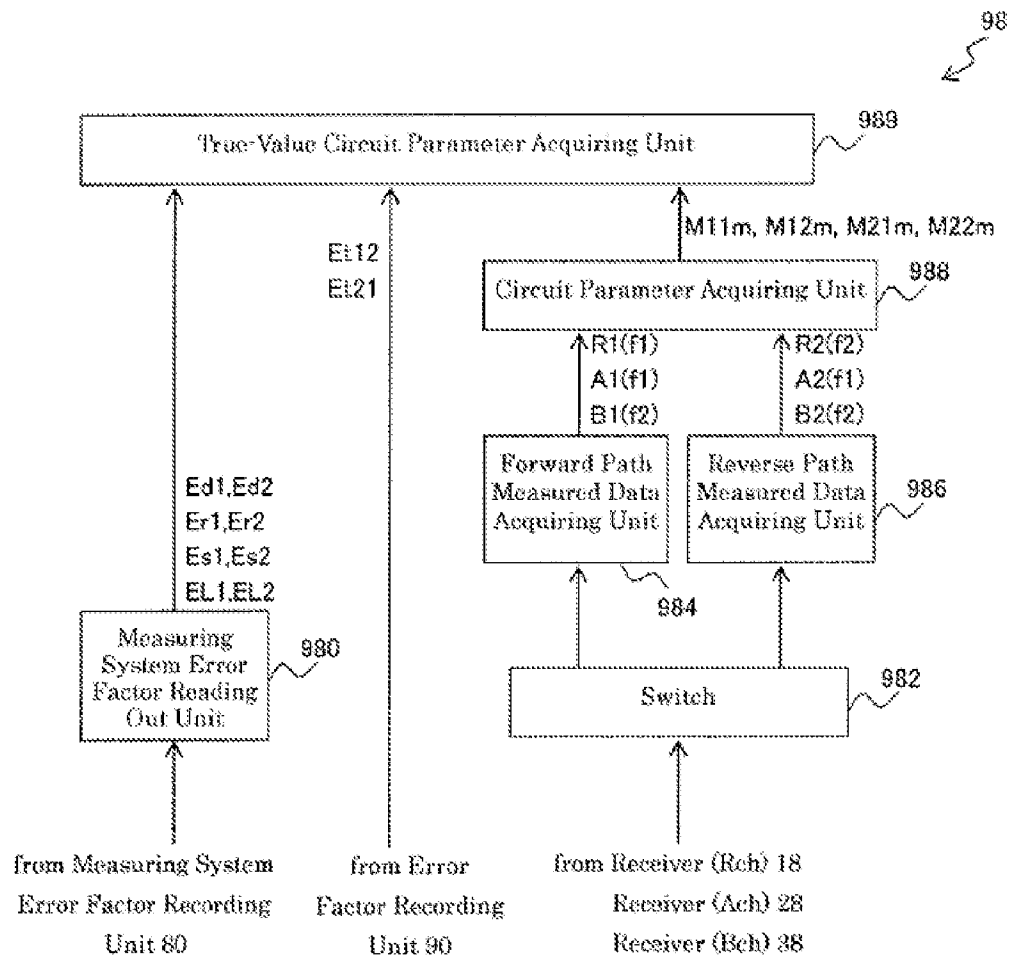 98
True-Value Circuit Parameter Acquiring Unit
989
M11m, M12m, M21m, M22m
Et12
Et21
988
Circuit Parameter Acquiring Unit
R1(f1)
A1(f1)
B1(f2)
R2(f2)
A2(f1)
B2(f2)
Forward Path
Measured Data
Acquiring Unit
Reverse Path
Measured Data
Acquiring Unit
986
984
Ed1,Ed2
Er1,Er2
Es1,Es2
EL1,EL2
Measuring
System Error
Factor Reading
Out Unit
980
Switch
982
from Measuring System
Error Factor Recording
Unit 80
from Error
Factor Recording
Unit 90
from Receiver (Rch) 18
Receiver (Ach) 28
Receiver (Bch) 38